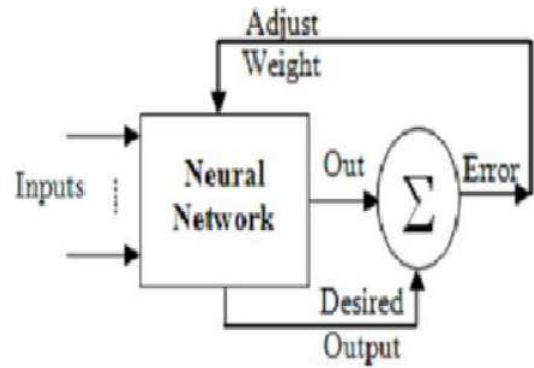 Adjust
Weight
Inputs
Neural
Network
Out
Σ
Error
Desired
Output